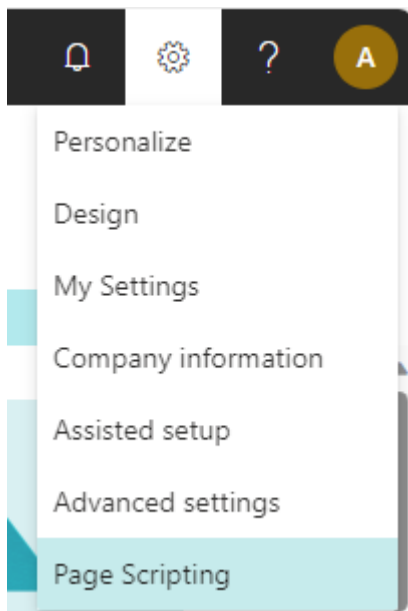 ?
A
Personalize
Design
My Settings
Company information
Assisted setup
Advanced settings
Page Scripting